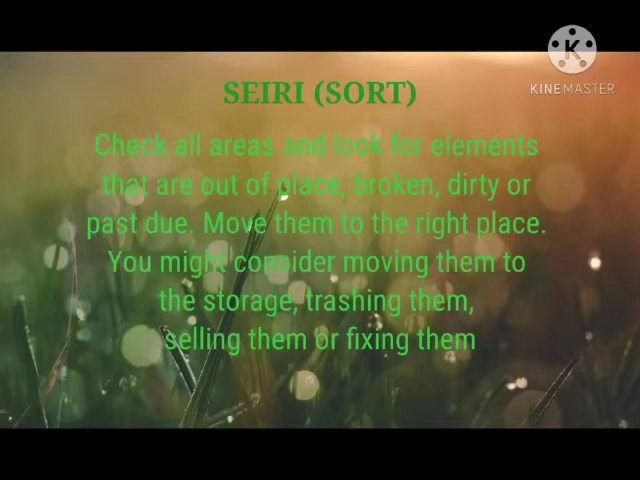 SEIRI (SORT)
Check all areas and look for elements
that are out of place, broken, dirty or
past due. Move them to the right place.
You might consider moving them to
the storage, trashing them,
selling them or fixing them
K
KINEMASTER